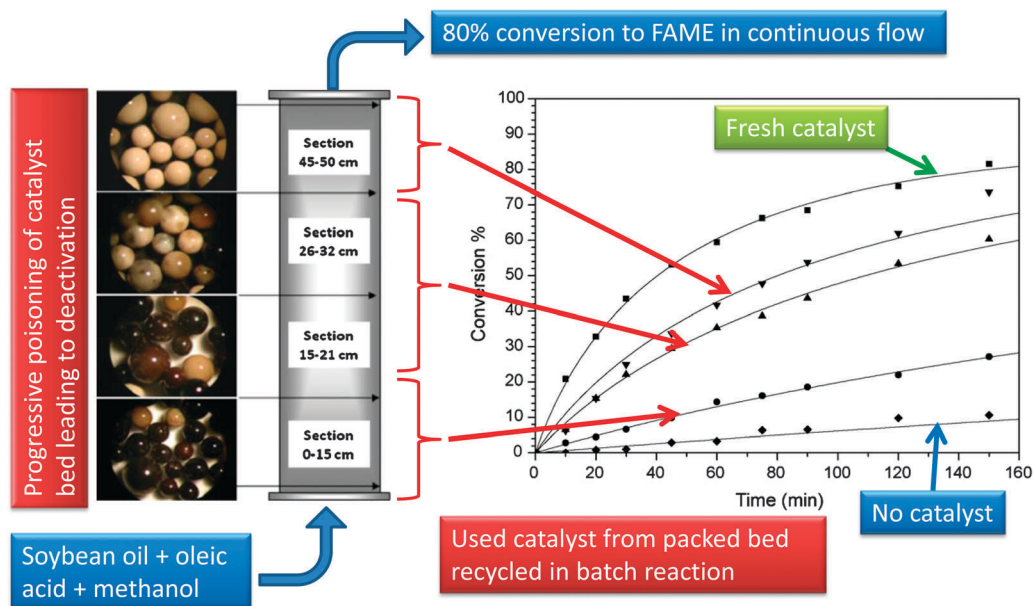 80% conversion to FAME in continuous flow
Progressive poisoning of catalyst
bed leading to deactivation
Section
45-50 cm
Section
26-32 cm
Section
15-21 cm
Section
0-15 cm
Soybean oil + oleic
acid + methanol
Conversion %
100
90
80
70
60
50
40
30
20
10
0
0
20
40
60
80
100
120
140
160
Time (min)
Fresh catalyst
No catalyst
Used catalyst from packed bed
recycled in batch reaction